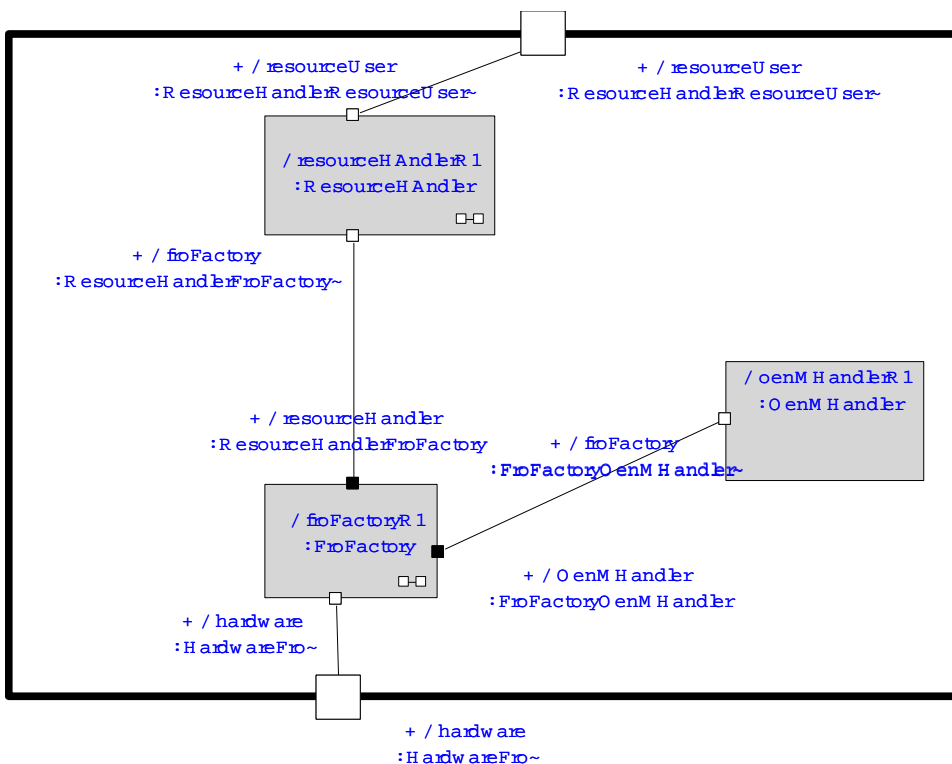 + / resourceUser
:ResourceHandlerResourceUser~
+ / resourceUser
:ResourceHandlerResourceUser~
/ resourceHAndlerR1
:ResourceHAndler
+ / froFactory
:ResourceHandlerFroFactory~
/ oenMHandlerR1
:OenMHandler
+ / resourceHandler
:ResourceHandlerFroFactory
+ / froFactory
:FroFactoryOenMHandler~
/ froFactoryR1
:FroFactory
+ / OenMHandler
:FroFactoryOenMHandler
+ / hardware
:HardwareFro~
+ / hardware
:HardwareFro~